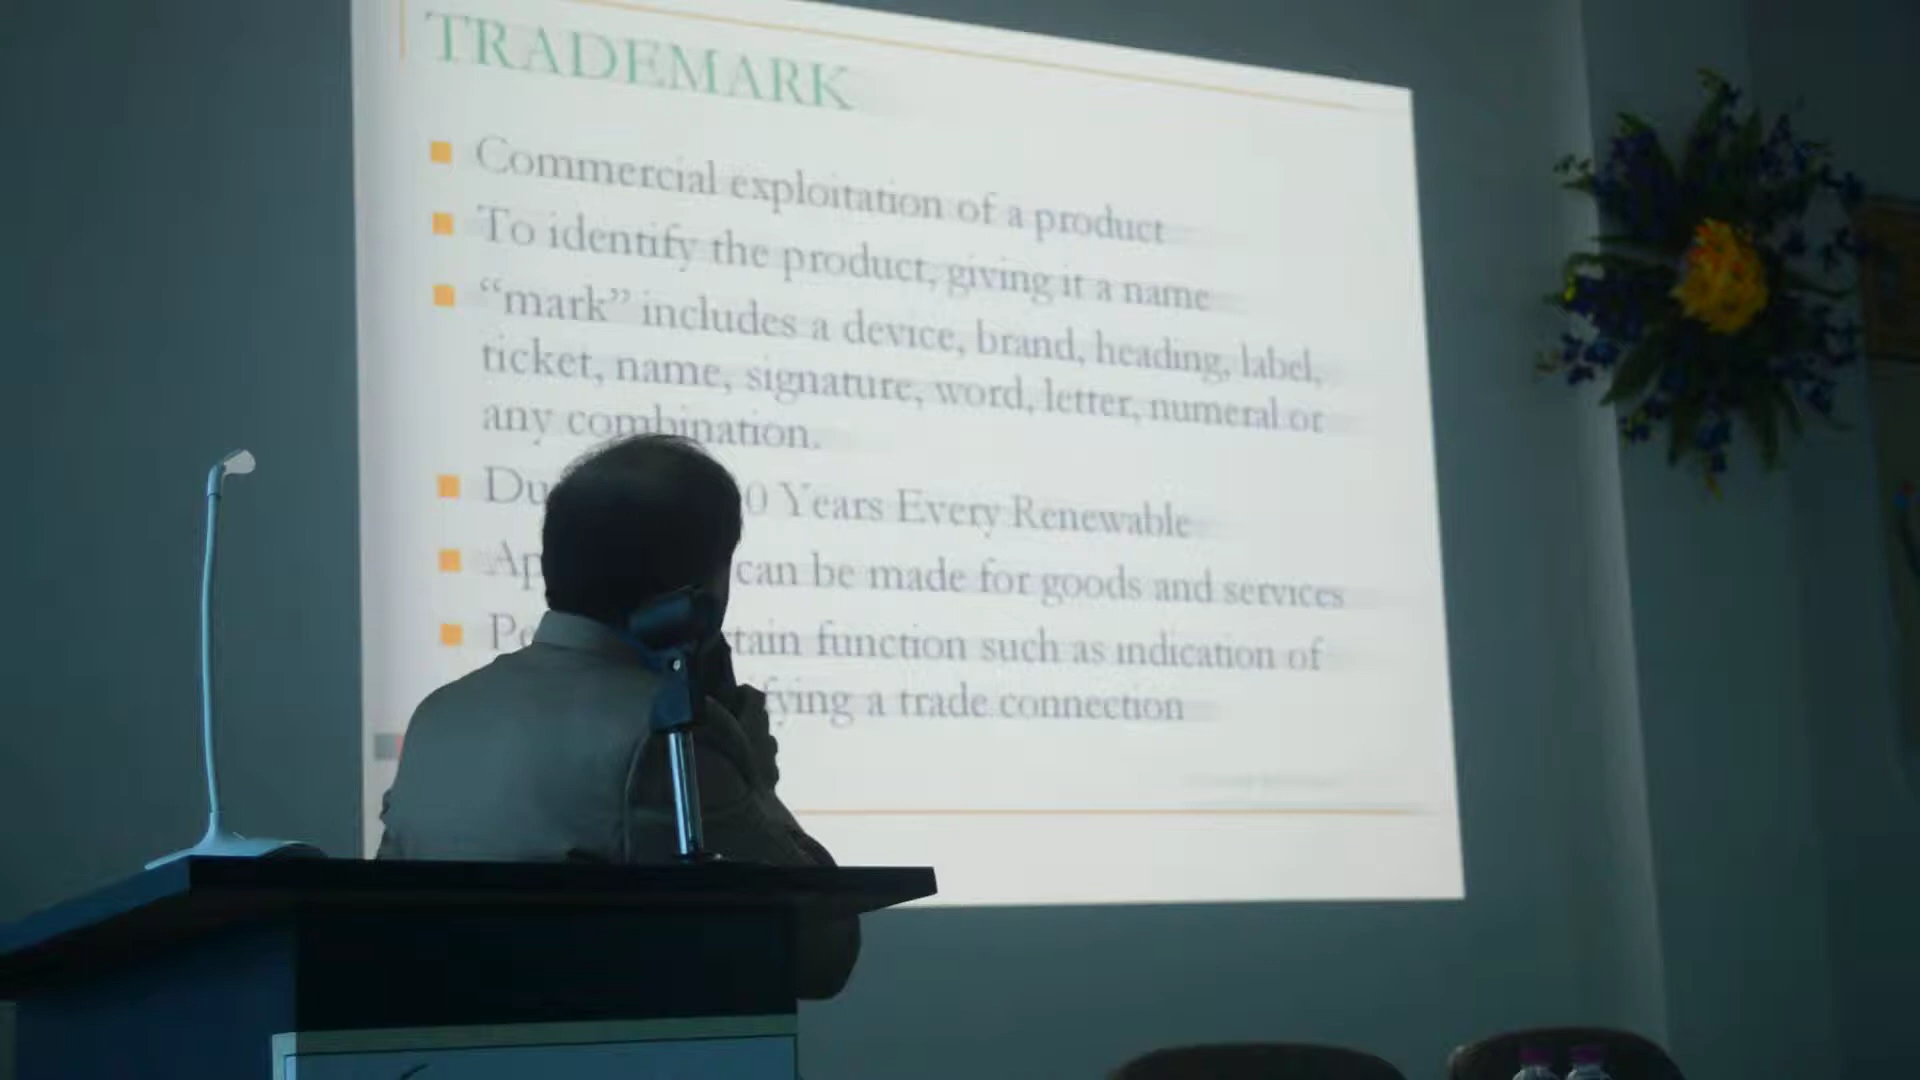 TRADEMARK
Commercial exploitation of a product
To identify the product, giving it a name
“mark” includes a device, brand, heading, label,
ticket, name, signature, word, letter, numeral or
any combination.
0 Years Every Renewable
can be made for goods and services
function such as indication of
a trade connection